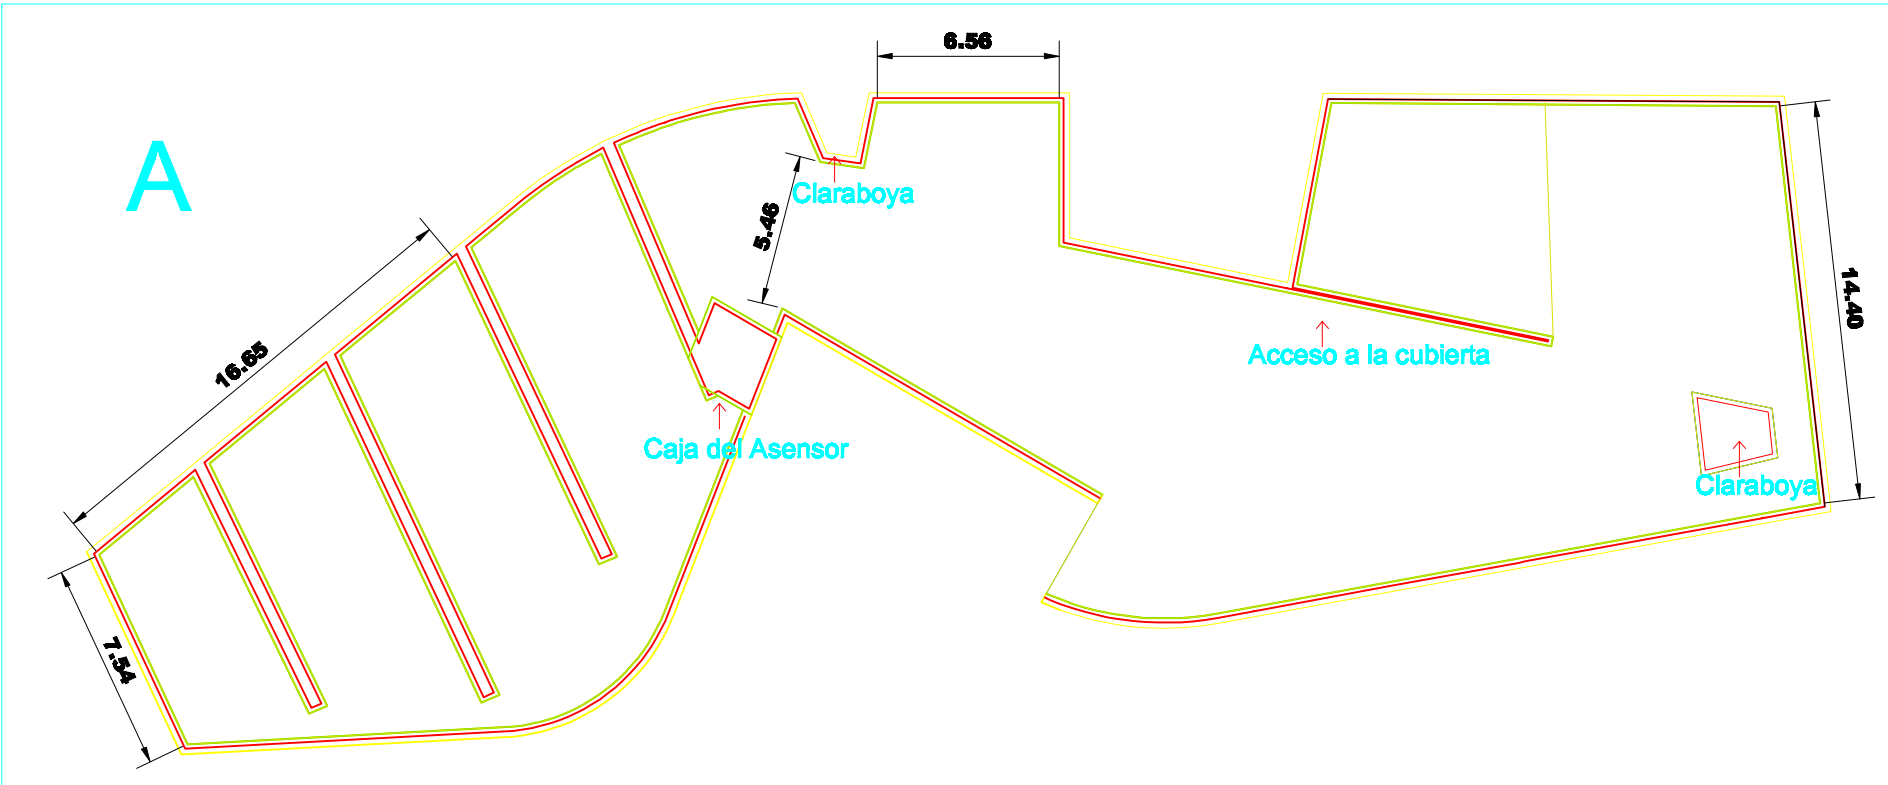 6.56
A
Claraboya
5.46
14.40
16.65
Acceso a la cubierta
Caja del Asensor
Claraboya
7.54